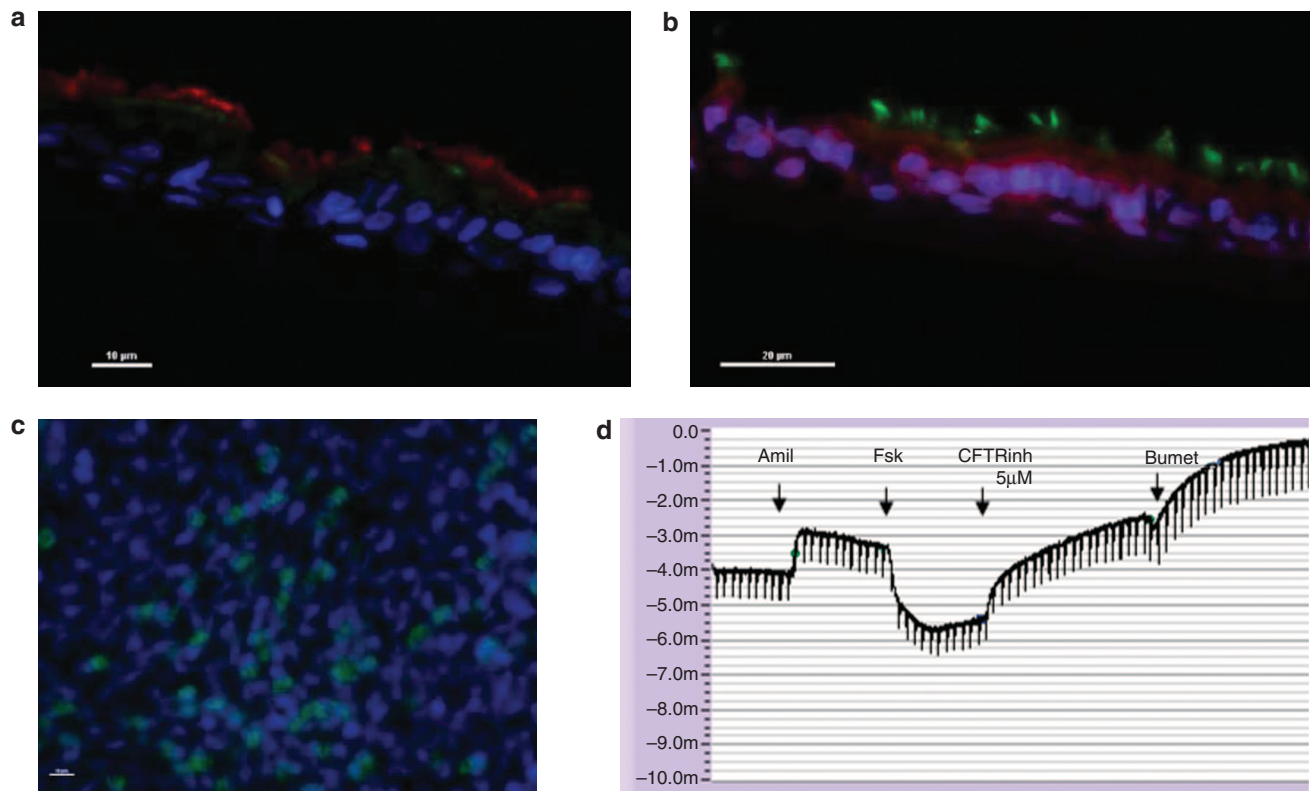 a
10 µm
b
20 µm
c
d
0.0
–1.0m
–2.0m
–3.0m
–4.0m
–5.0m
–6.0m
–7.0m
–8.0m
–9.0m
–10.0m
Amil
Fsk
CFTRinh
5µM
Bumet